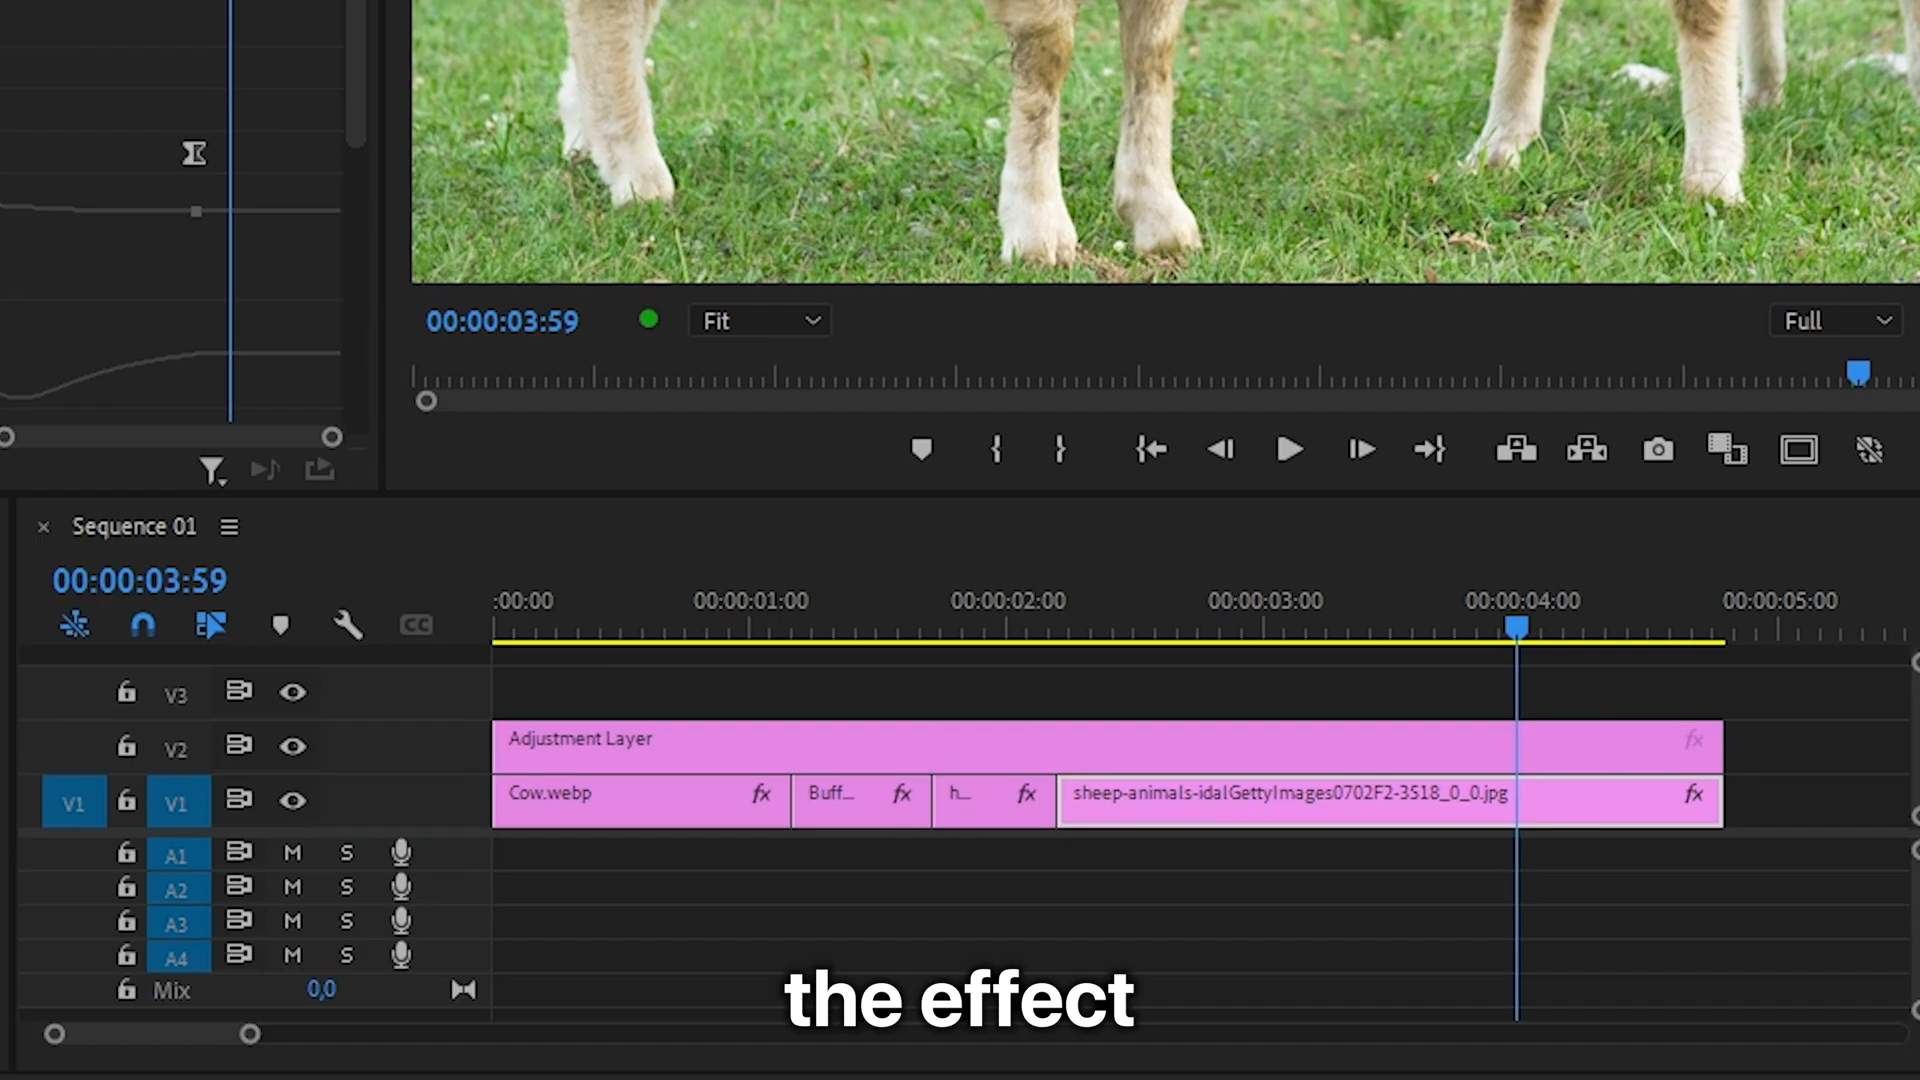 00:00:03:59
Fit
Full
Sequence 01
00:00:03:59
CC
:00:00
00:00:01:00
00:00:02:00
00:00:03:00
00:00:04:00
00:00:05:00
V3
V2
Adjustment Layer
fx
V1
V1
Cow.webp
fx
Buff...
fx
h...
fx
sheep-animals-idalGettyImages0702F2-3518_0_0.jpg
fx
A1
M
S
A2
M
S
A3
M
S
A4
M
S
Mix
0,0
the effect